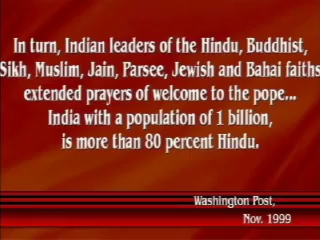 In turn, Indian leaders of the Hindu, Buddhist,
Sikh, Muslim, Jain, Parsee, Jewish and Bahai faiths
extended prayers of welcome to the pope...
India with a population of 1 billion,
is more than 80 percent Hindu.
Washington Post,
Nov. 1999